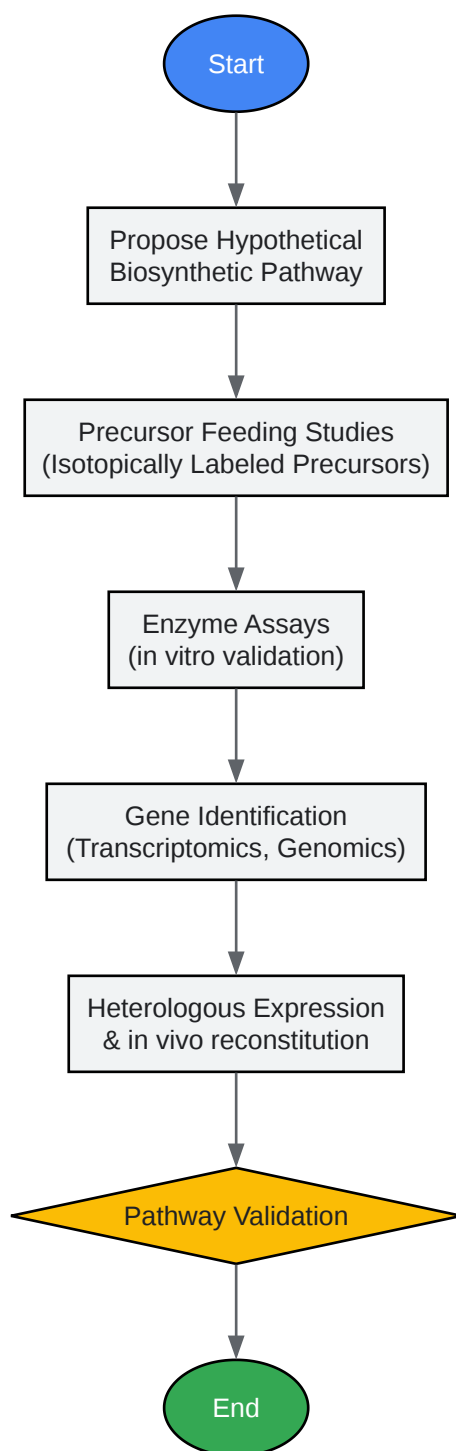 Start
Propose Hypothetical
Biosynthetic Pathway
Precursor Feeding Studies
(Isotopically Labeled Precursors)
Enzyme Assays
(in vitro validation)
Gene Identification
(Transcriptomics, Genomics)
Heterologous Expression
& in vivo reconstitution
Pathway Validation
End